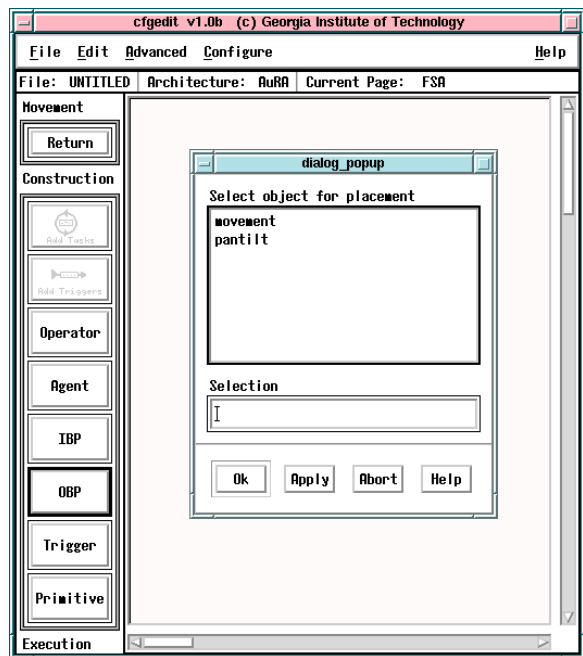 cfgedit v1.0b (c) Georgia Institute of Technology
File Edit Advanced Configure Help
File: UNTITLED Architecture: AuRA Current Page: FSA
Movement
Return
Construction
Add Tasks
Add Triggers
Operator
Agent
IBP
OBP
Trigger
Primitive
Execution
dialog_popup
Select object for placement
movement
pantilt
Selection
Ok Apply Abort Help